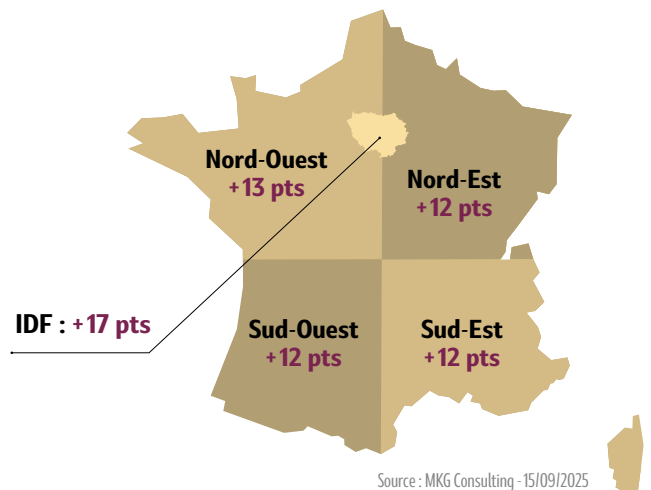 Nord-Ouest
+13 pts
Nord-Est
+12 pts
IDF : +17 pts
Sud-Ouest
+12 pts
Sud-Est
+12 pts
Source : MKG Consulting - 15/09/2025